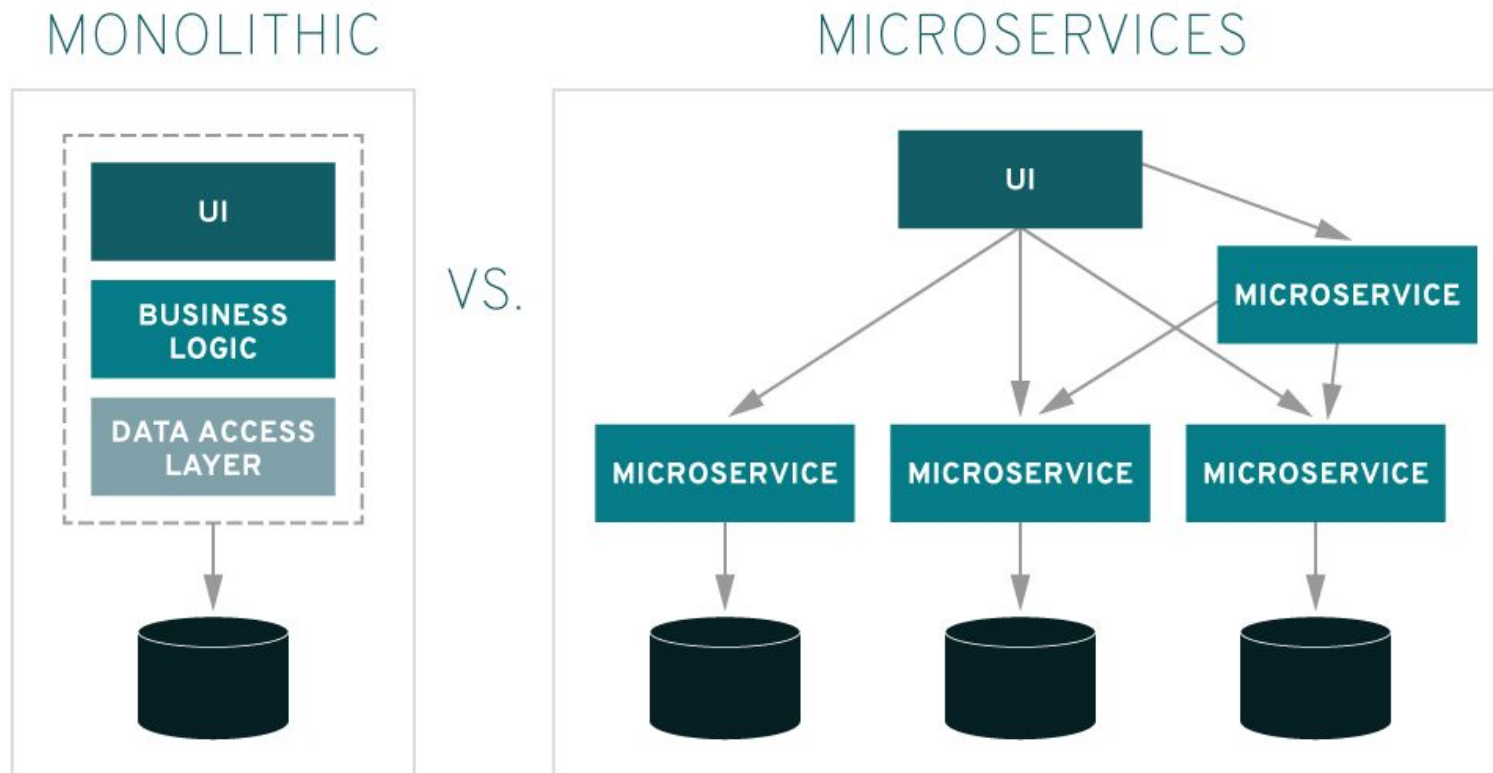 MONOLITHIC
MICROSERVICES
VS.
UI
BUSINESS
LOGIC
DATA ACCESS
LAYER
UI
MICROSERVICE
MICROSERVICE
MICROSERVICE
MICROSERVICE